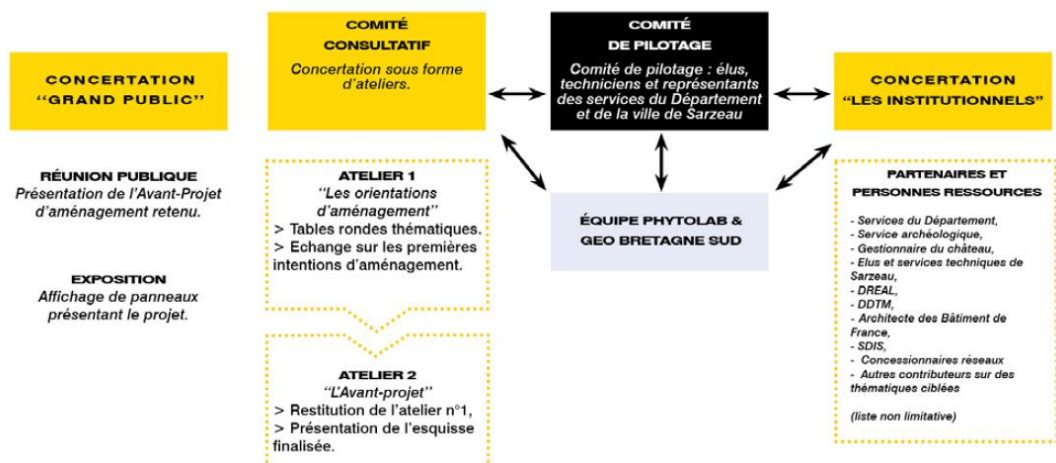 CONCERTATION
“GRAND PUBLIC”
RÉUNION PUBLIQUE
Présentation de l’Avant-Projet
d’aménagement retenu.
EXPOSITION
Affichage de panneaux
présentant le projet.
COMITÉ
CONSULTATIF
Concertation sous forme
d’ateliers.
ATELIER 1
“Les orientations
d’aménagement”
> Tables rondes thématiques.
> Echange sur les premières
intentions d’aménagement.
ATELIER 2
“L’Avant-projet”
> Restitution de l’atelier n°1,
> Présentation de l’esquisse
finalisée.
COMITÉ
DE PILOTAGE
Comité de pilotage : élus,
techniciens et représentants
des services du Département
et de la ville de Sarzeau
ÉQUIPE PHYTOLAB &
GEO BRETAGNE SUD
CONCERTATION
“LES INSTITUTIONNELS”
PARTENAIRES ET
PERSONNES RESSOURCES
- Services du Département,
- Service archéologique,
- Gestionnaire du château,
- Elus et services techniques de
Sarzeau,
- DREAL,
- DDTM,
- Architecte des Bâtiment de
France,
- SDIS,
- Concessionnaires réseaux
- Autres contributeurs sur des
thématiques ciblées
(liste non limitative)